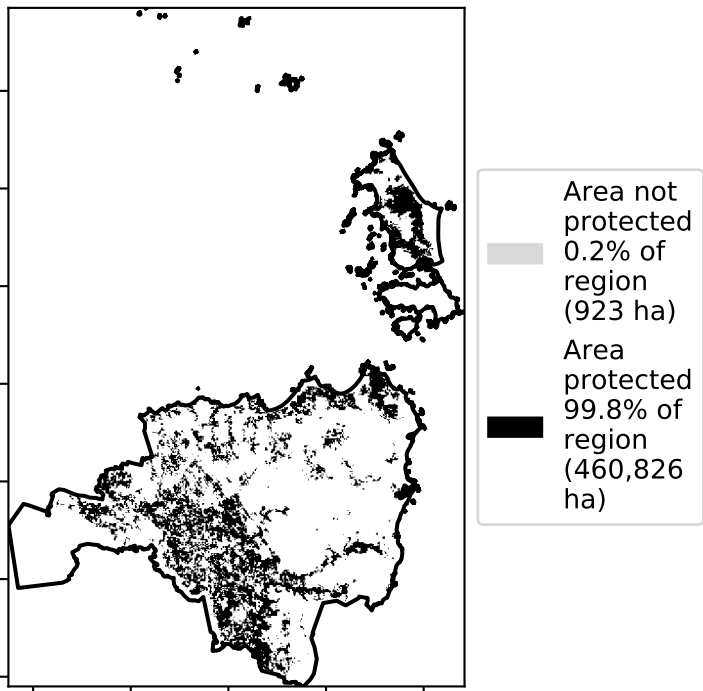 Area not
protected
0.2% of
region
(923 ha)
Area
protected
99.8% of
region
(460,826
ha)